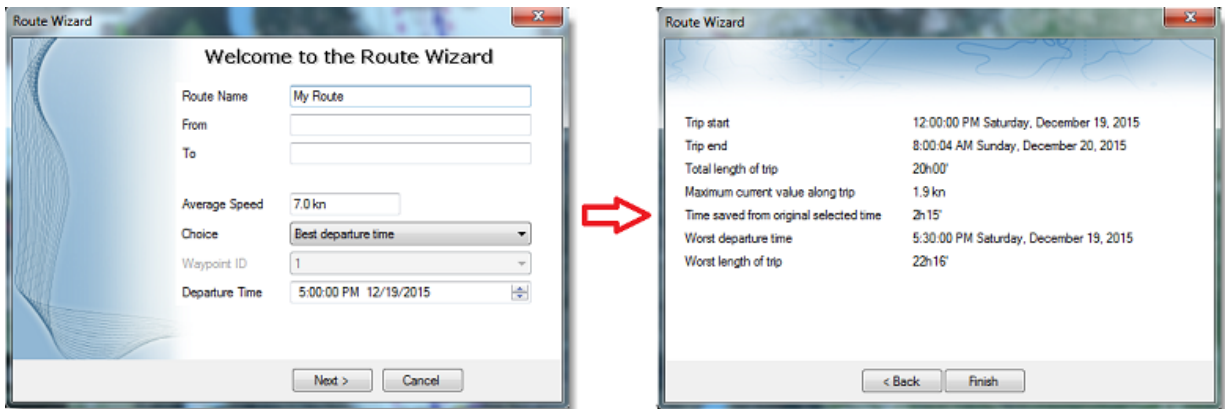 Route Wizard
Welcome to the Route Wizard
Route Name My Route
From
To
Average Speed 7.0 kn
Choice Best departure time
Waypoint ID 1
Departure Time 5:00:00 PM 12/19/2015
Next > Cancel
Route Wizard
Trip start 12:00:00 PM Saturday, December 19, 2015
Trip end 8:00:04 AM Sunday, December 20, 2015
Total length of trip 20h00'
Maximum current value along trip 1.9 kn
Time saved from original selected time 2h15'
Worst departure time 5:30:00 PM Saturday, December 19, 2015
Worst length of trip 22h16'
< Back Finish